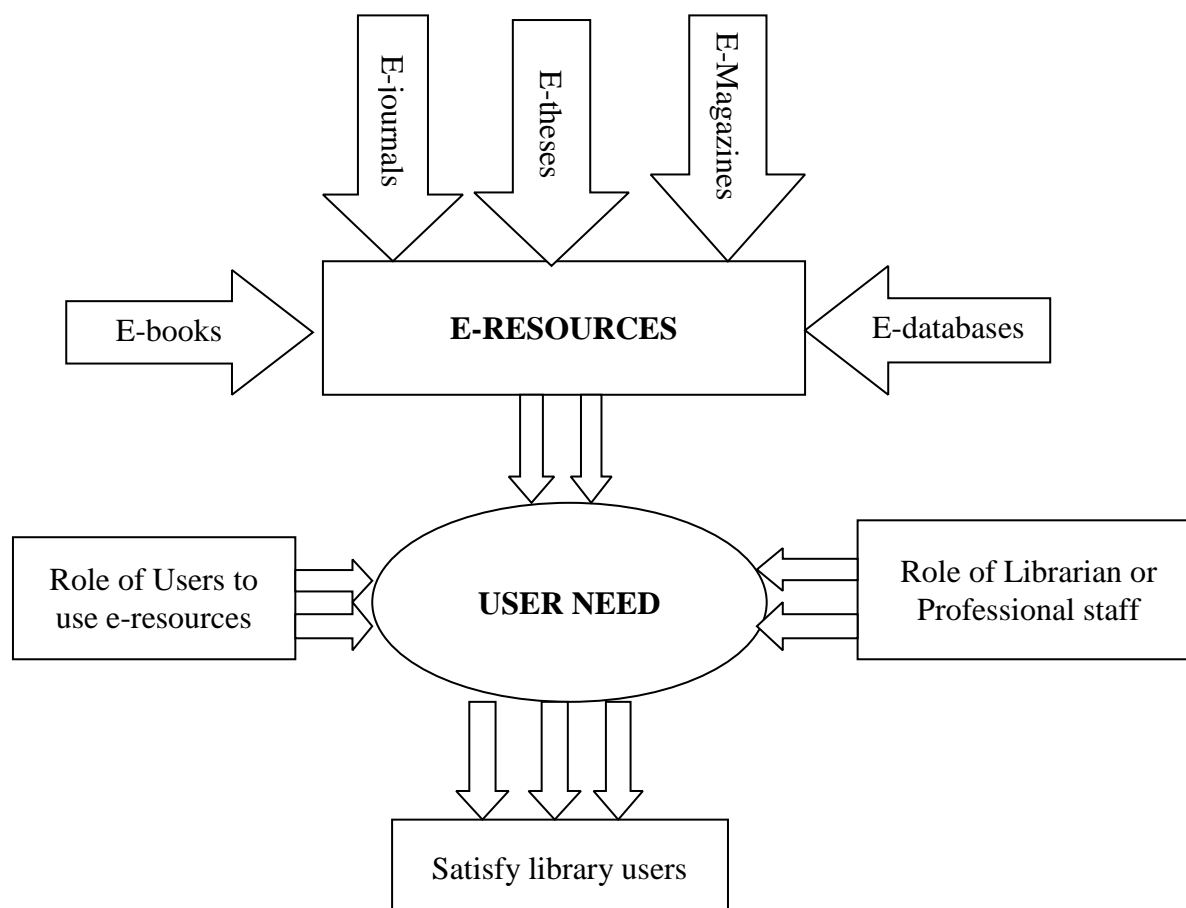 E-journals
E-theses
E-Magazines
E-books
E-RESOURCES
E-databases
Role of Users to
use e-resources
USER NEED
Role of Librarian or
Professional staff
Satisfy library users